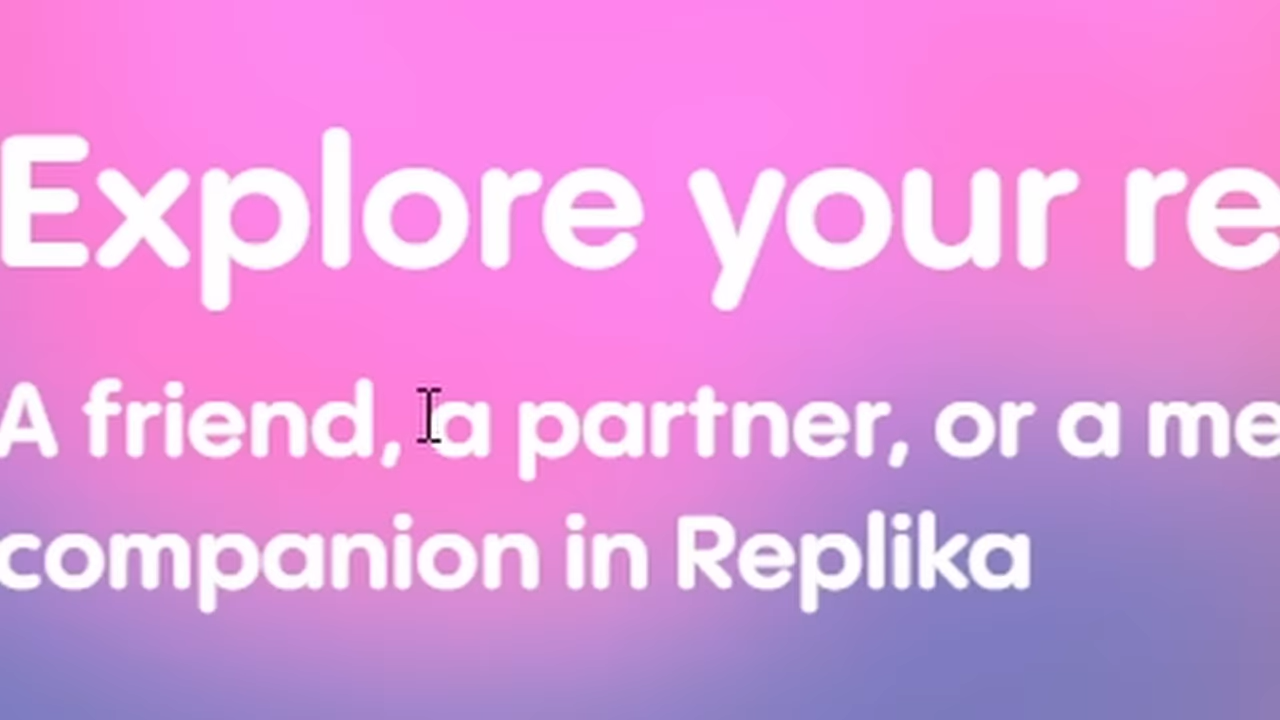 Explore your re
A friend, a partner, or a me
companion in Replika